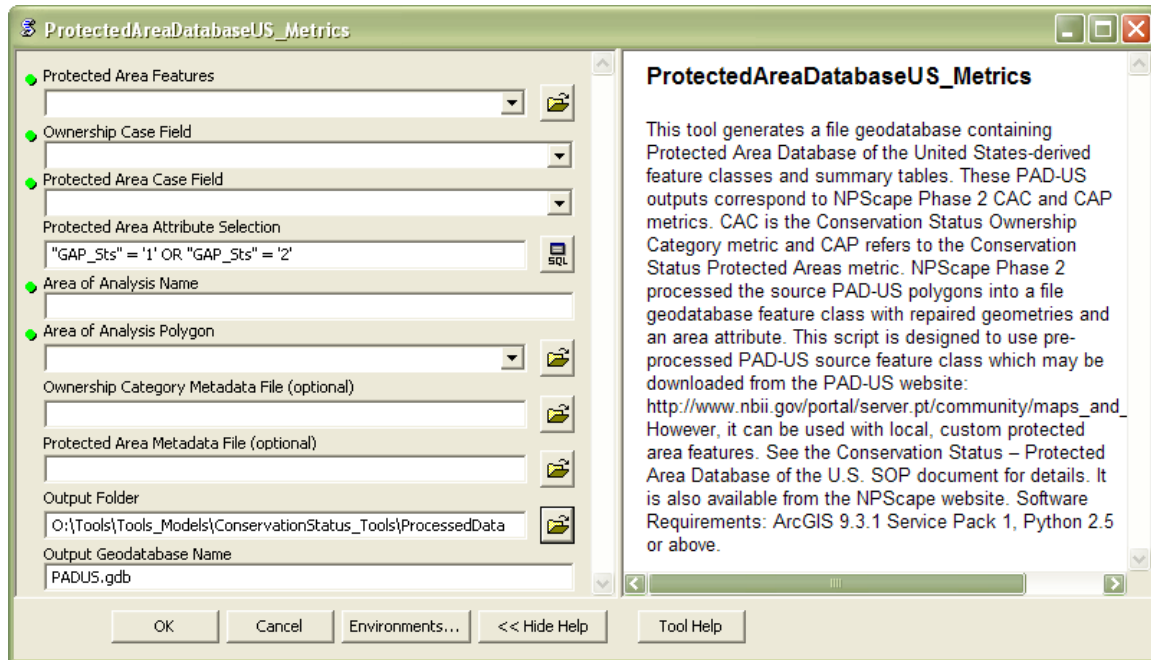 ProtectedAreaDatabaseUS_Metrics
Protected Area Features
Ownership Case Field
Protected Area Case Field
Protected Area Attribute Selection
"GAP_Sts" = '1' OR "GAP_Sts" = '2'
SQL
Area of Analysis Name
Area of Analysis Polygon
Ownership Category Metadata File (optional)
Protected Area Metadata File (optional)
Output Folder
O:\Tools\Tools_Models\ConservationStatus_Tools\ProcessedData
Output Geodatabase Name
PADUS.gdb
ProtectedAreaDatabaseUS_Metrics
This tool generates a file geodatabase containing
Protected Area Database of the United States-derived
feature classes and summary tables. These PAD-US
outputs correspond to NPScape Phase 2 CAC and CAP
metrics. CAC is the Conservation Status Ownership
Category metric and CAP refers to the Conservation
Status Protected Areas metric. NPScape Phase 2
processed the source PAD-US polygons into a file
geodatabase feature class with repaired geometries and
an area attribute. This script is designed to use pre-
processed PAD-US source feature class which may be
downloaded from the PAD-US website:
http://www.nbii.gov/portal/server.pt/community/maps_and_
However, it can be used with local, custom protected
area features. See the Conservation Status – Protected
Area Database of the U.S. SOP document for details. It
is also available from the NPScape website. Software
Requirements: ArcGIS 9.3.1 Service Pack 1, Python 2.5
or above.
OK
Cancel
Environments...
<< Hide Help
Tool Help